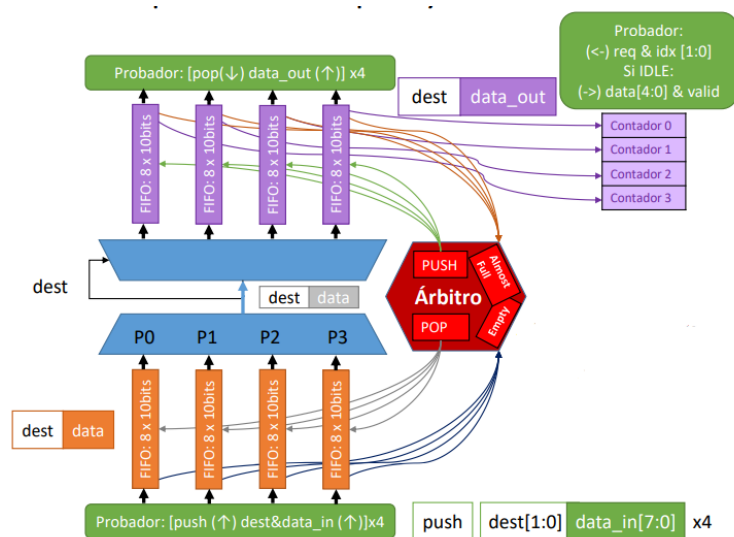 Probador:
(<-) req & idx [1:0]
Si IDLE:
(->) data[4:0] & valid
Probador: [pop(↓) data_out (↑)] x4
dest data_out
FIFO: 8 x 10bits
FIFO: 8 x 10bits
FIFO: 8 x 10bits
FIFO: 8 x 10bits
Contador 0
Contador 1
Contador 2
Contador 3
PUSH
Almost
Full
dest
dest data
Árbitro
POP
Empty
P0 P1 P2 P3
FIFO: 8 x 10bits
FIFO: 8 x 10bits
FIFO: 8 x 10bits
FIFO: 8 x 10bits
dest data
Probador: [push (↑) dest&data_in (↑)]x4
push dest[1:0] data_in[7:0] x4